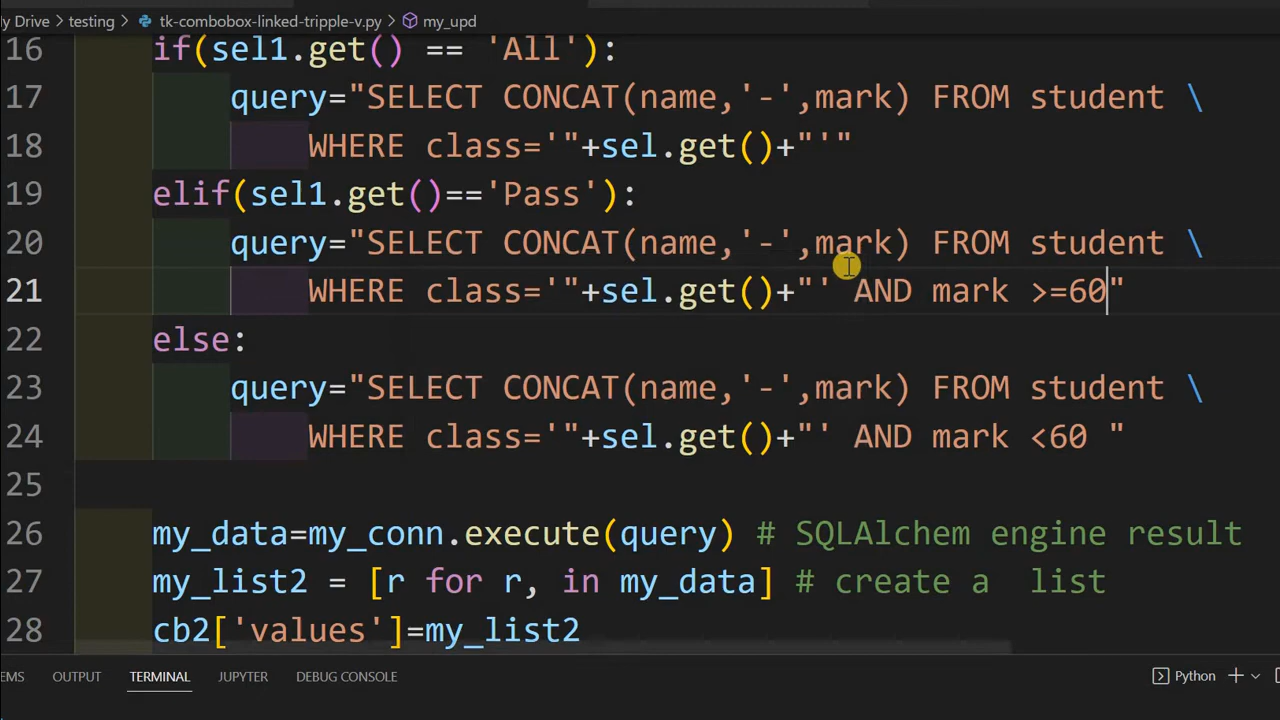 y Drive > testing > tk-combobox-linked-tripple-v.py > my_upd
16 if(sel1.get() == 'All'):
17 query="SELECT CONCAT(name,'-',mark) FROM student \
18 WHERE class='"+sel.get()+"'"
19 elif(sel1.get()=='Pass'):
20 query="SELECT CONCAT(name,'-',mark) FROM student \
21 WHERE class='"+sel.get()+"' AND mark >=60"
22 else:
23 query="SELECT CONCAT(name,'-',mark) FROM student \
24 WHERE class='"+sel.get()+"' AND mark <60 "
25
26 my_data=my_conn.execute(query) # SQLAlchem engine result
27 my_list2 = [r for r, in my_data] # create a  list
28 cb2['values']=my_list2
EMS OUTPUT TERMINAL JUPYTER DEBUG CONSOLE Python